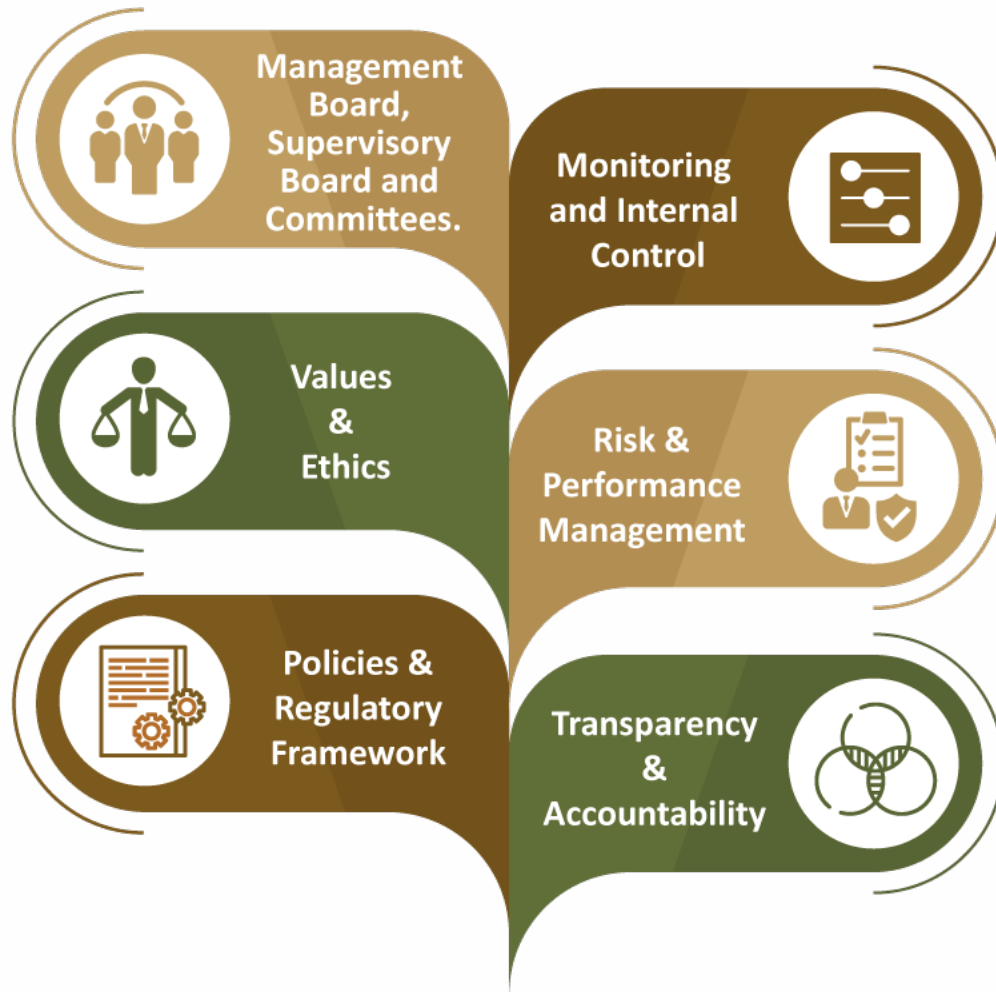 Management
Board,
Supervisory
Board and
Committees.
Monitoring
and Internal
Control
Values
&
Ethics
Risk &
Performance
Management
Policies &
Regulatory
Framework
Transparency
&
Accountability